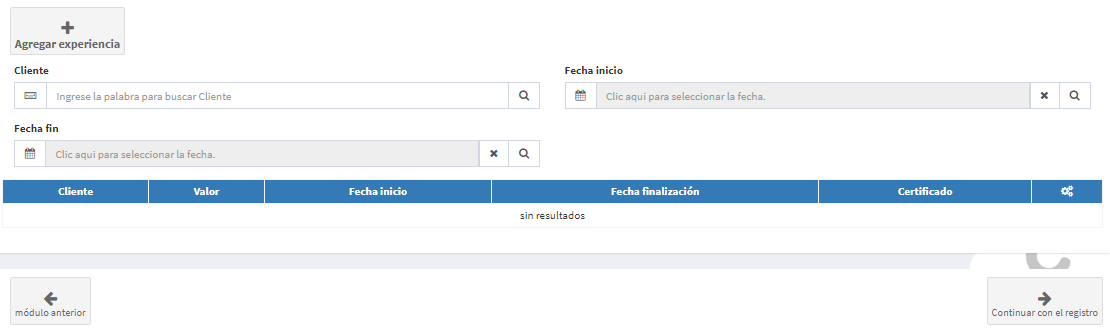 Agregar experiencia
Cliente
Fecha inicio
Ingrese la palabra para buscar Cliente
Clic aqui para seleccionar la fecha.
Fecha fin
Clic aqui para seleccionar la fecha.
Cliente Valor Fecha inicio Fecha finalización Certificado
sin resultados
módulo anterior
Continuar con el registro